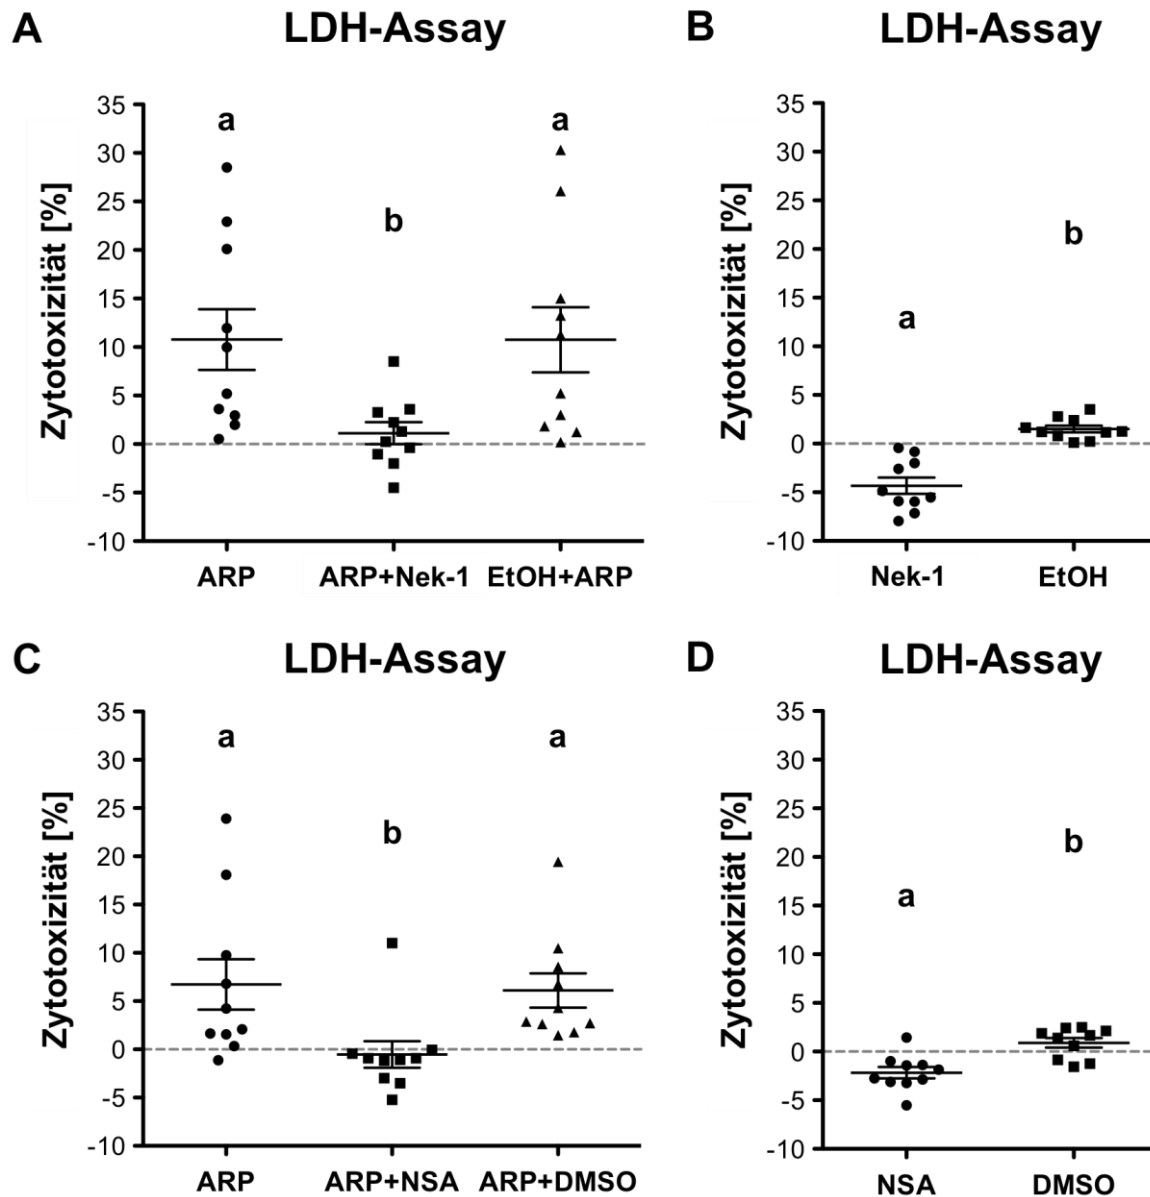 A
LDH-Assay
Zytotoxizität [%]
35
30
25
20
15
10
5
0
-5
-10
a
b
a
ARP
ARP+Nek-1
EtOH+ARP
B
LDH-Assay
Zytotoxizität [%]
35
30
25
20
15
10
5
0
-5
-10
a
b
Nek-1
EtOH
C
LDH-Assay
Zytotoxizität [%]
35
30
25
20
15
10
5
0
-5
-10
a
b
a
ARP
ARP+NSA
ARP+DMSO
D
LDH-Assay
Zytotoxizität [%]
35
30
25
20
15
10
5
0
-5
-10
a
b
NSA
DMSO